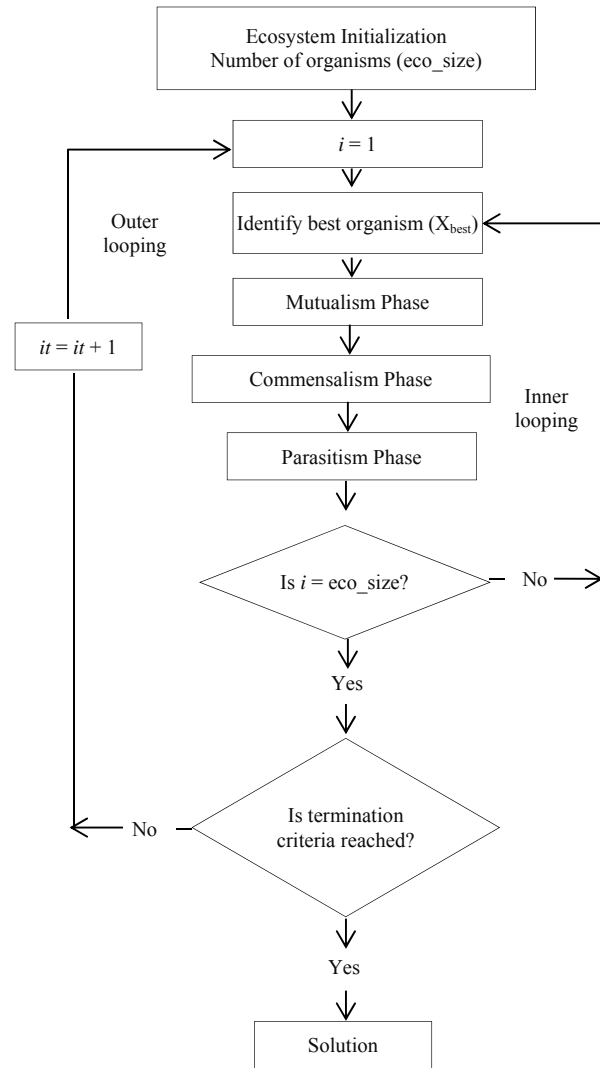 Ecosystem Initialization
Number of organisms (eco_size)
i = 1
Outer
looping
Identify best organism (Xbest)
Mutualism Phase
it = it + 1
Commensalism Phase
Inner
looping
Parasitism Phase
Is i = eco_size?
No
Yes
Is termination
criteria reached?
No
Yes
Solution